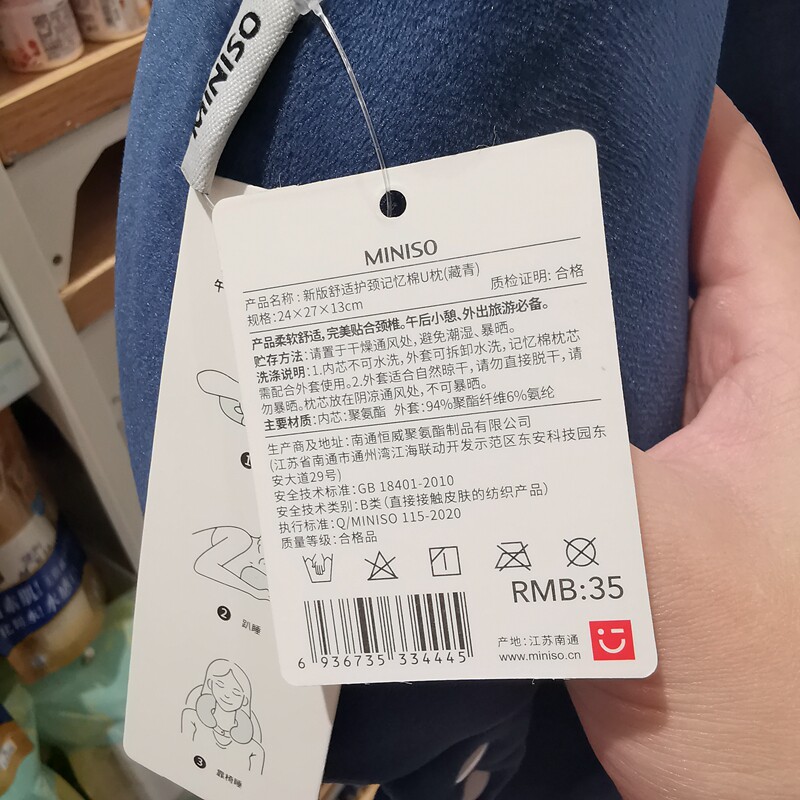 MINISO
MINISO
产品名称：新版舒适护颈记忆棉U枕(藏青)
规格：24×27×13cm
质检证明：合格
产品柔软舒适，完美贴合颈椎。午后小憩、外出旅游必备。
贮存方法：请置于干燥通风处，避免潮湿、暴晒。
洗涤说明：1.内芯不可水洗，外套可拆卸水洗，记忆棉枕芯
需配合外套使用。2.外套适合自然晾干，请勿直接脱干，请
勿暴晒。枕芯放在阴凉通风处，不可暴晒。
主要材质：内芯：聚氨酯 外套：94%聚酯纤维6%氨纶
生产商及地址：南通恒威聚氨酯制品有限公司
(江苏省南通市通州湾江海联动开发示范区东安科技园区东
安大道29号)
安全技术标准：GB 18401-2010
安全技术类别：B类（直接接触皮肤的纺织产品）
执行标准：Q/MINISO 115-2020
质量等级：合格品
RMB:35
6 936735 334445
产地：江苏南通
www.miniso.cn
午
1
2 趴睡
3 靠椅睡